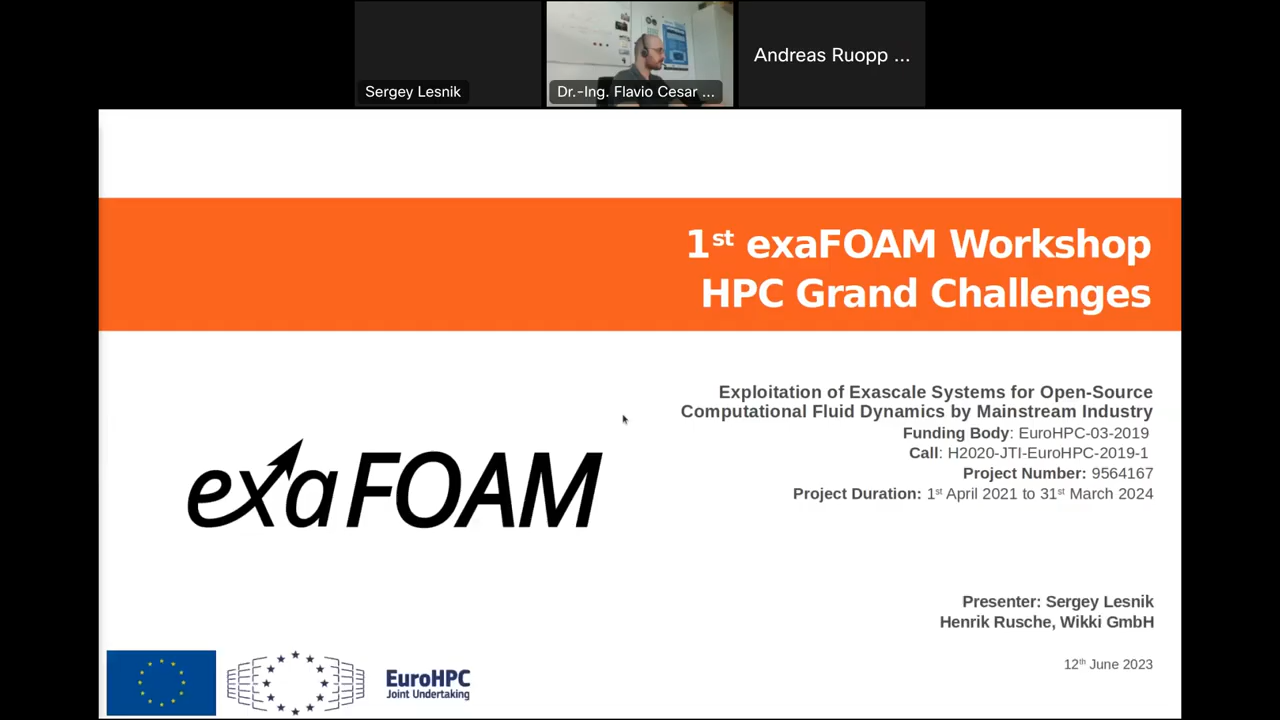 Sergey Lesnik
Dr.-Ing. Flavio Cesar ...
Andreas Ruopp ...
1st exaFOAM Workshop
HPC Grand Challenges
Exploitation of Exascale Systems for Open-Source
Computational Fluid Dynamics by Mainstream Industry
Funding Body: EuroHPC-03-2019
Call: H2020-JTI-EuroHPC-2019-1
Project Number: 9564167
Project Duration: 1st April 2021 to 31st March 2024
exaFOAM
Presenter: Sergey Lesnik
Henrik Rusche, Wikki GmbH
12th June 2023
EuroHPC
Joint Undertaking